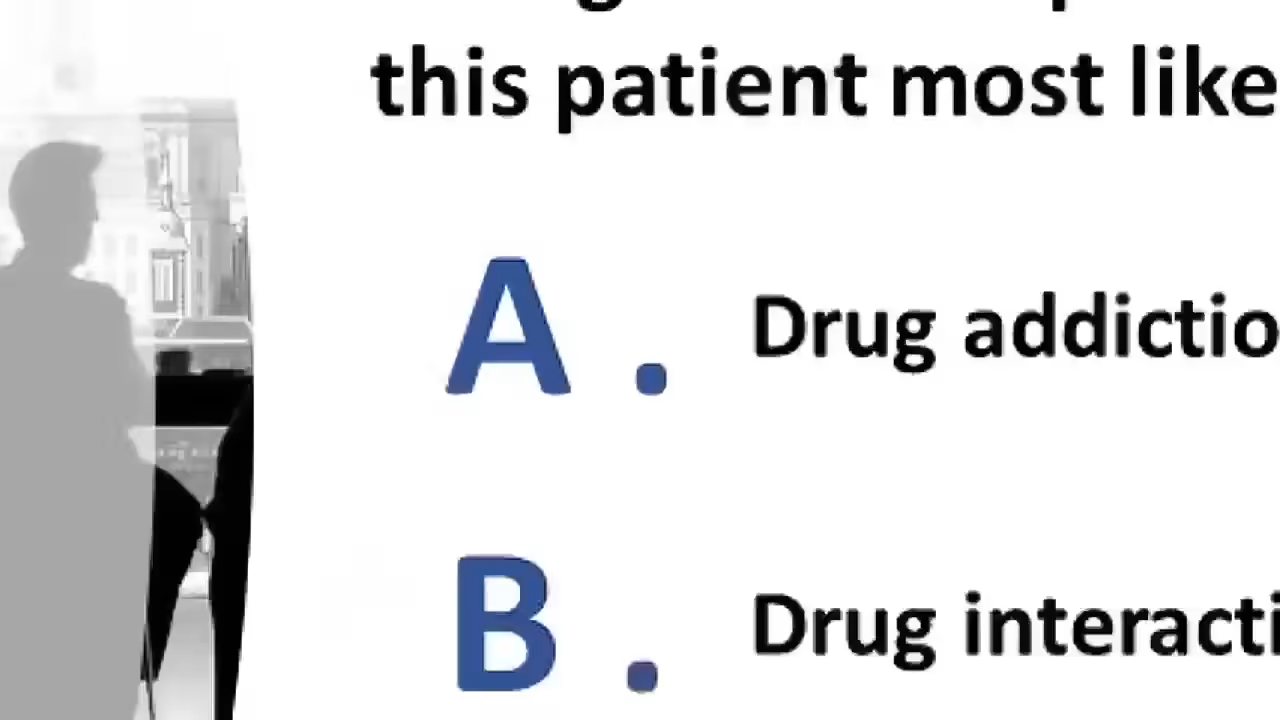 this patient most like
A. Drug addictio
B. Drug interacti